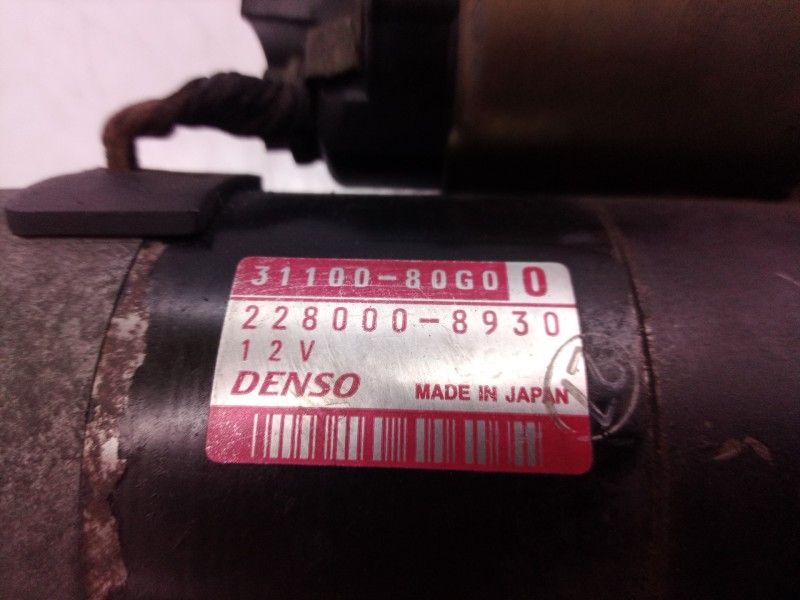 31100-80G0 0
228000-8930
12V
DENSO MADE IN JAPAN